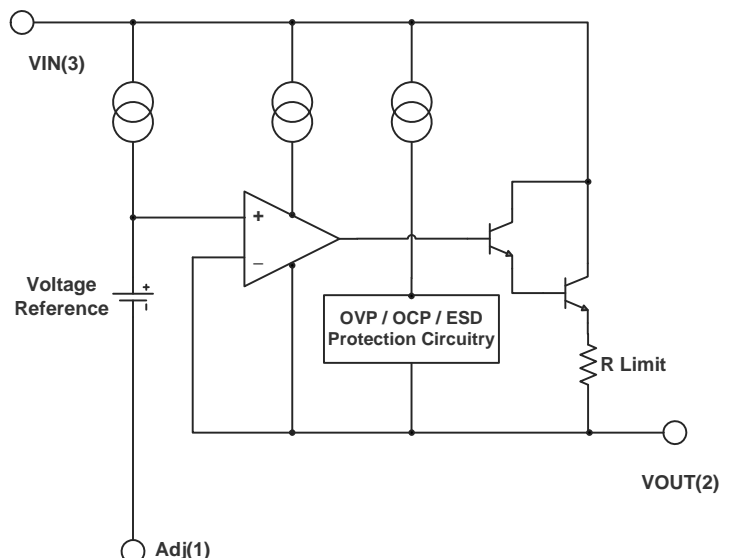 VIN(3)
+
−
Voltage
Reference
+
-
OVP / OCP / ESD
Protection Circuitry
R Limit
VOUT(2)
Adj(1)